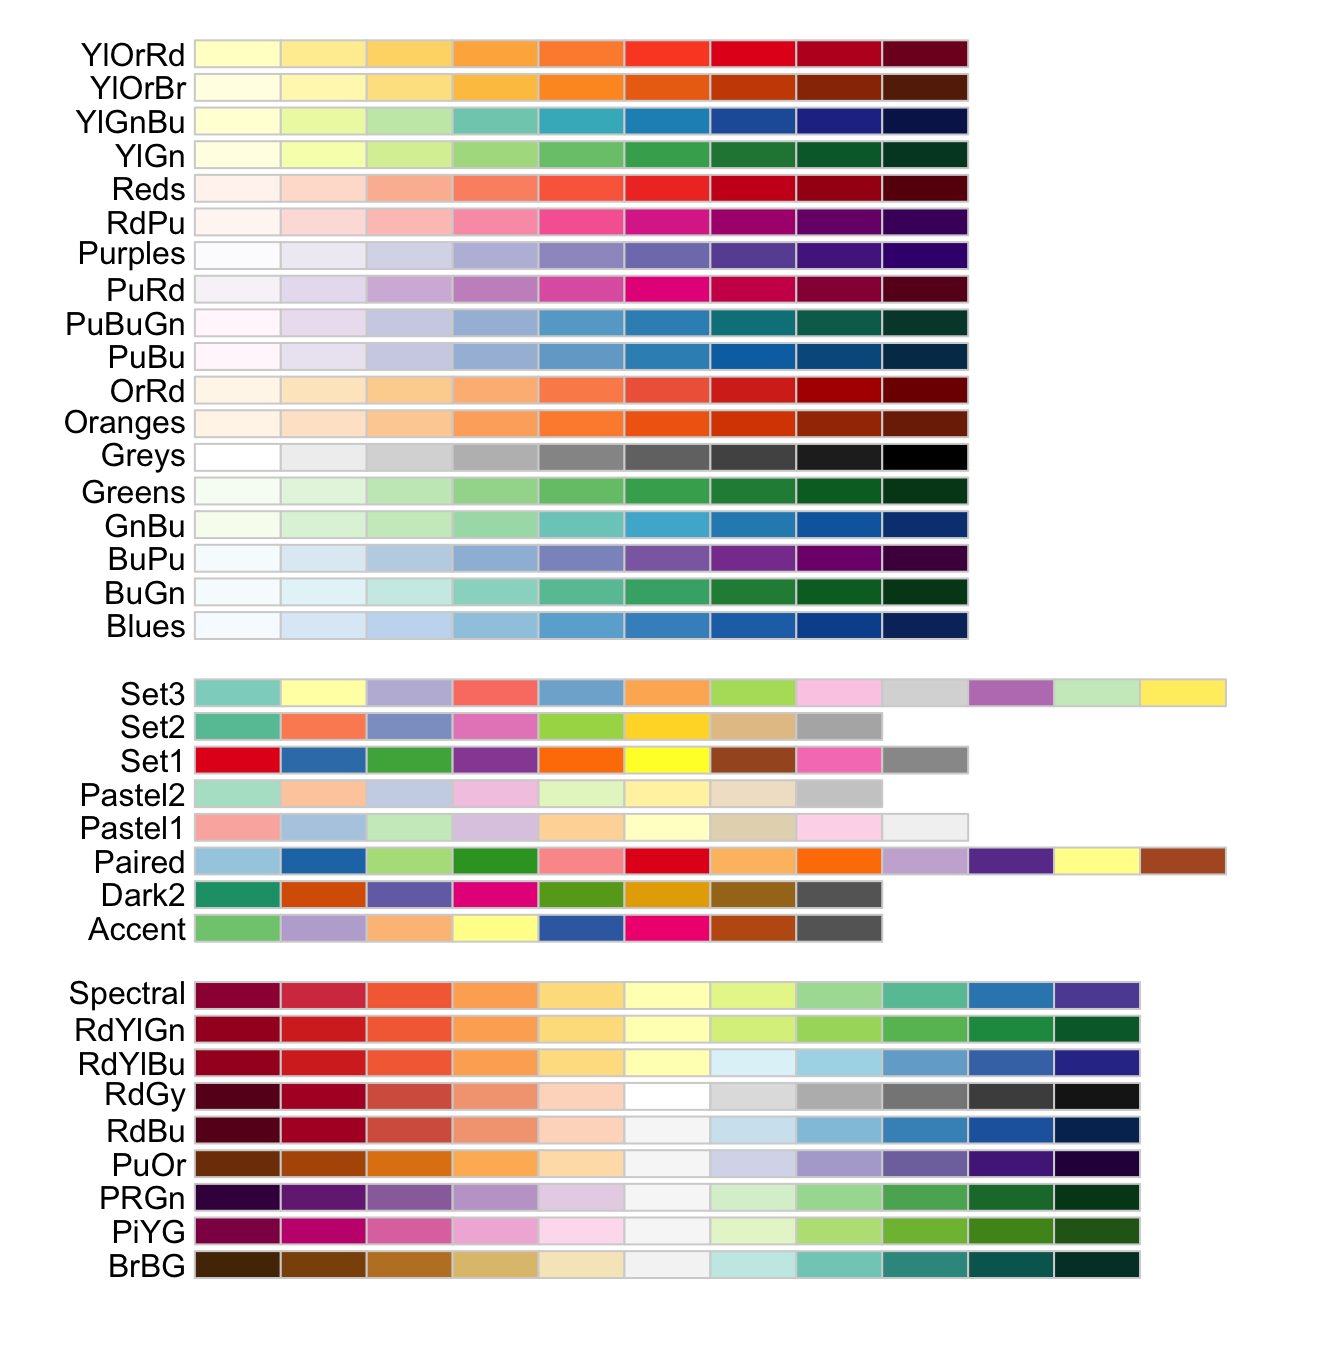 YlOrRd
YlOrBr
YlGnBu
YlGn
Reds
RdPu
Purples
PuRd
PuBuGn
PuBu
OrRd
Oranges
Greys
Greens
GnBu
BuPu
BuGn
Blues
Set3
Set2
Set1
Pastel2
Pastel1
Paired
Dark2
Accent
Spectral
RdYlGn
RdYlBu
RdGy
RdBu
PuOr
PRGn
PiYG
BrBG